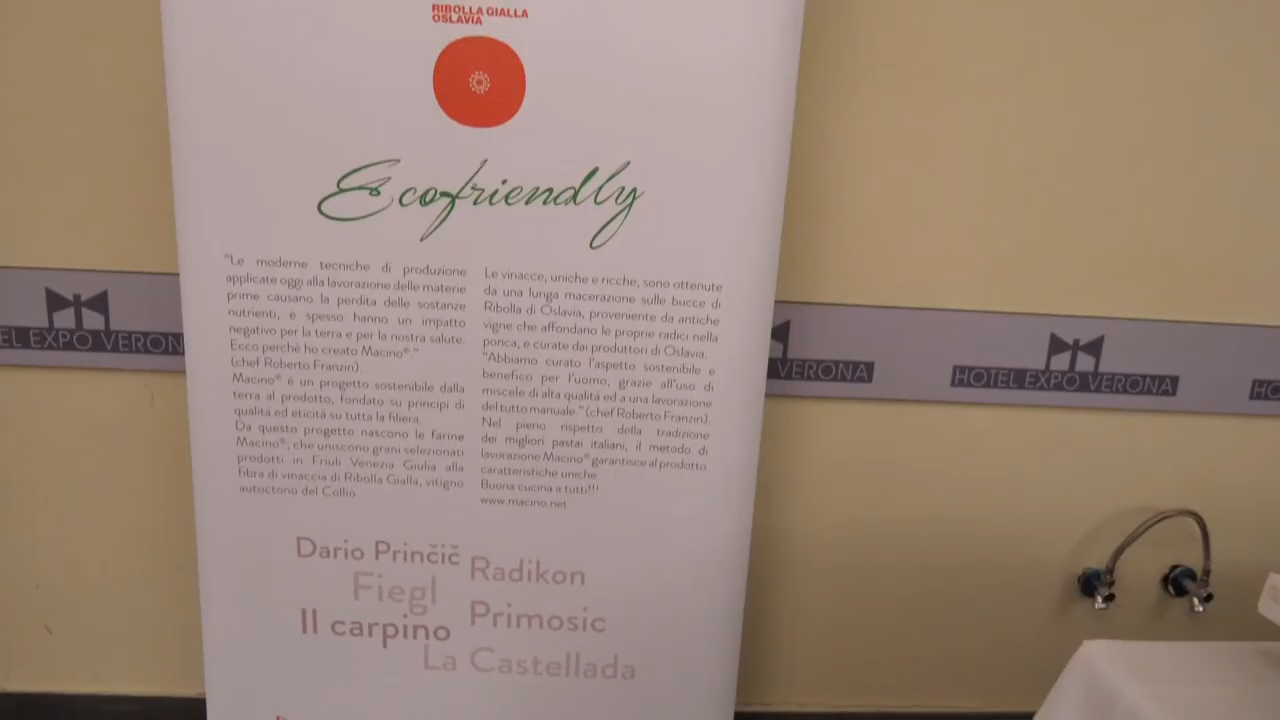 RIBOLLA GIALLA
OSLAVIA
Ecofriendly
"Le moderne tecniche di produzione
applicate oggi alla lavorazione delle materie
prime causano la perdita delle sostanze
nutrienti, e spesso hanno un impatto
negativo per la terra e per la nostra salute.
Ecco perchè ho creato Macino®."
(chef Roberto Franzin).
Macino® è un progetto sostenibile dalla
terra al prodotto, fondato su principi di
qualità ed eticità su tutta la filiera.
Da questo progetto nascono le farine
Macino®, che uniscono grani selezionati
prodotti in Friuli Venezia Giulia alla
fibra di vinaccia di Ribolla Gialla, vitigno
autoctono del Collio
Le vinacce, uniche e ricche, sono ottenute
da una lunga macerazione sulle bucce di
Ribolla di Oslavia, proveniente da antiche
vigne che affondano le proprie radici nella
ponca, e curate dai produttori di Oslavia.
"Abbiamo curato l'aspetto sostenibile e
benefico per l'uomo, grazie all'uso di
miscele di alta qualità ed a una lavorazione
del tutto manuale." (chef Roberto Franzin).
Nel pieno rispetto della tradizione
dei migliori pastai italiani, il metodo di
lavorazione Macino® garantisce al prodotto
caratteristiche uniche.
Buona cucina a tutti!!!
www.macino.net
Dario Prinčič
Radikon
Fiegl
Primosic
Il carpino
La Castellada
EL EXPO VERON
VERONA
HOTEL EXPO VERONA
HO